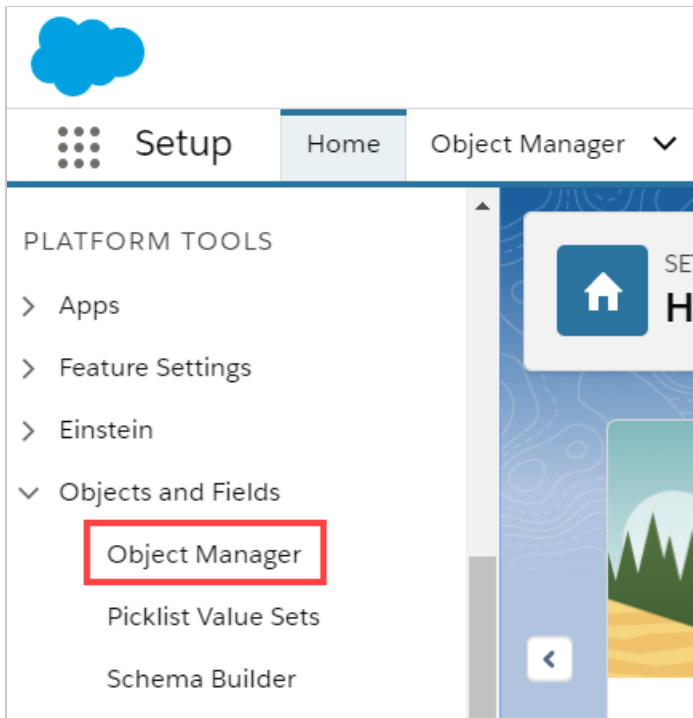 Setup Home Object Manager
PLATFORM TOOLS
Apps
Feature Settings
Einstein
Objects and Fields
Object Manager
Picklist Value Sets
Schema Builder